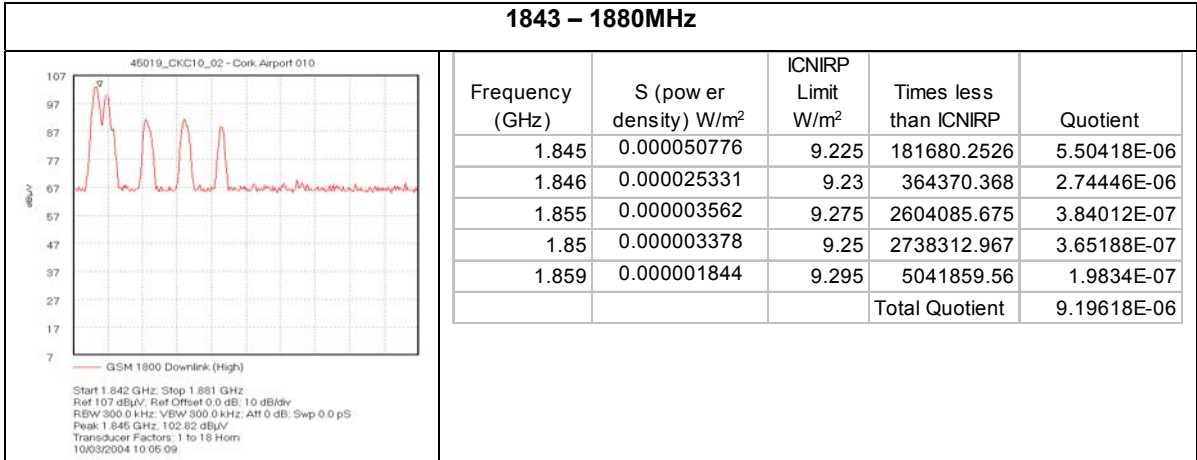 1843 – 1880MHz
45019_CKC10_02 - Cork Airport 010
107
97
87
77
67
57
47
37
27
17
7
dBµV
GSM 1800 Downlink (High)
Start 1.842 GHz; Stop 1.881 GHz
Ref 107 dBµV; Ref Offset 0.0 dB; 10 dB/div
RBW 300.0 kHz; VBW 300.0 kHz; Att 0 dB; Swp 0.0 pS
Peak 1.845 GHz, 102.82 dBµV
Transducer Factors: 1 to 18 Horn
10/03/2004 10:05:09
Frequency (GHz) S (pow er density) W/m² ICNIRP Limit W/m² Times less than ICNIRP Quotient
1.845 0.000050776 9.225 181680.2526 5.50418E-06
1.846 0.000025331 9.23 364370.368 2.74446E-06
1.855 0.000003562 9.275 2604085.675 3.84012E-07
1.85 0.000003378 9.25 2738312.967 3.65188E-07
1.859 0.000001844 9.295 5041859.56 1.9834E-07
Total Quotient 9.19618E-06